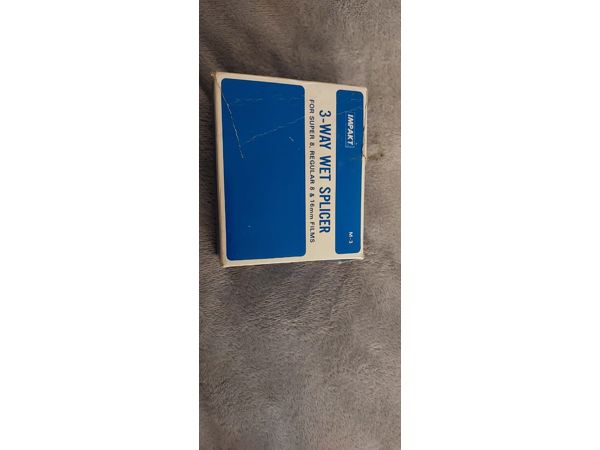 IMPAKT
M-3
3-WAY WET SPLICER
FOR SUPER 8, REGULAR 8 & 16mm FILMS